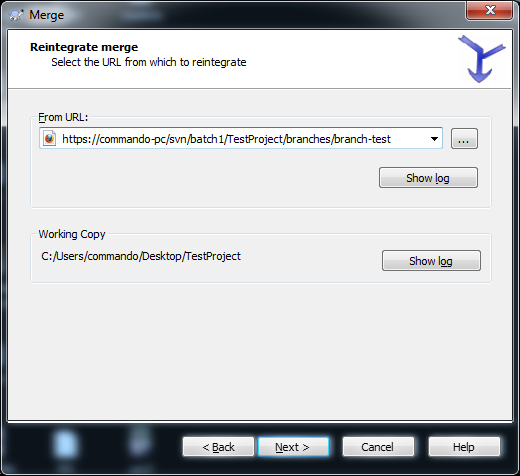 Merge
Reintegrate merge
Select the URL from which to reintegrate
From URL:
https://commando-pc/svn/batch1/TestProject/branches/branch-test
...
Show log
Working Copy
C:/Users/commando/Desktop/TestProject
Show log
< Back
Next >
Cancel
Help